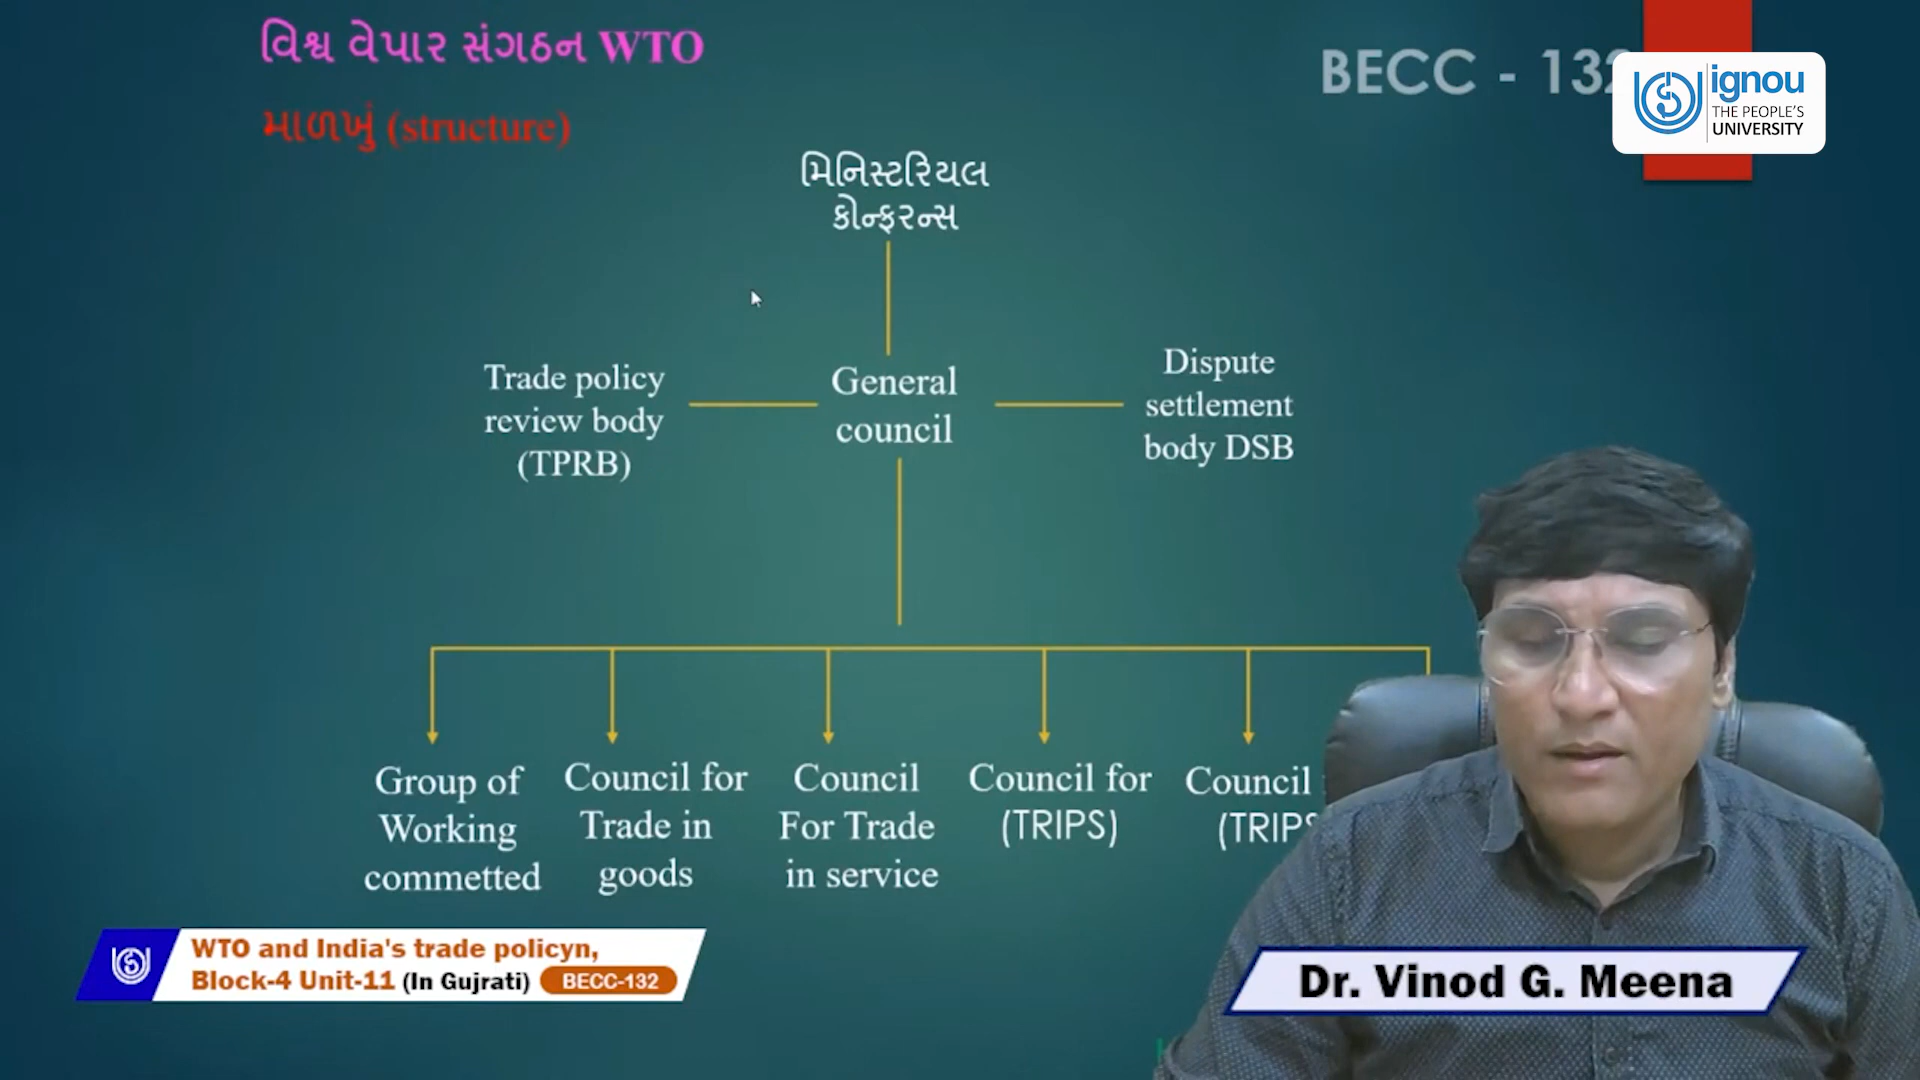 વિશ્વ વેપાર સંગઠન WTO
BECC - 132
ignou
THE PEOPLE'S
UNIVERSITY
માળખું (structure)
મિનિસ્ટરિયલ
કોન્ફરન્સ
Trade policy
review body
(TPRB)
General
council
Dispute
settlement
body DSB
Group of
Working
commetted
Council for
Trade in
goods
Council
For Trade
in service
Council for
(TRIPS)
Council
(TRIPS
WTO and India's trade policyn,
Block-4 Unit-11 (In Gujrati) BECC-132
Dr. Vinod G. Meena